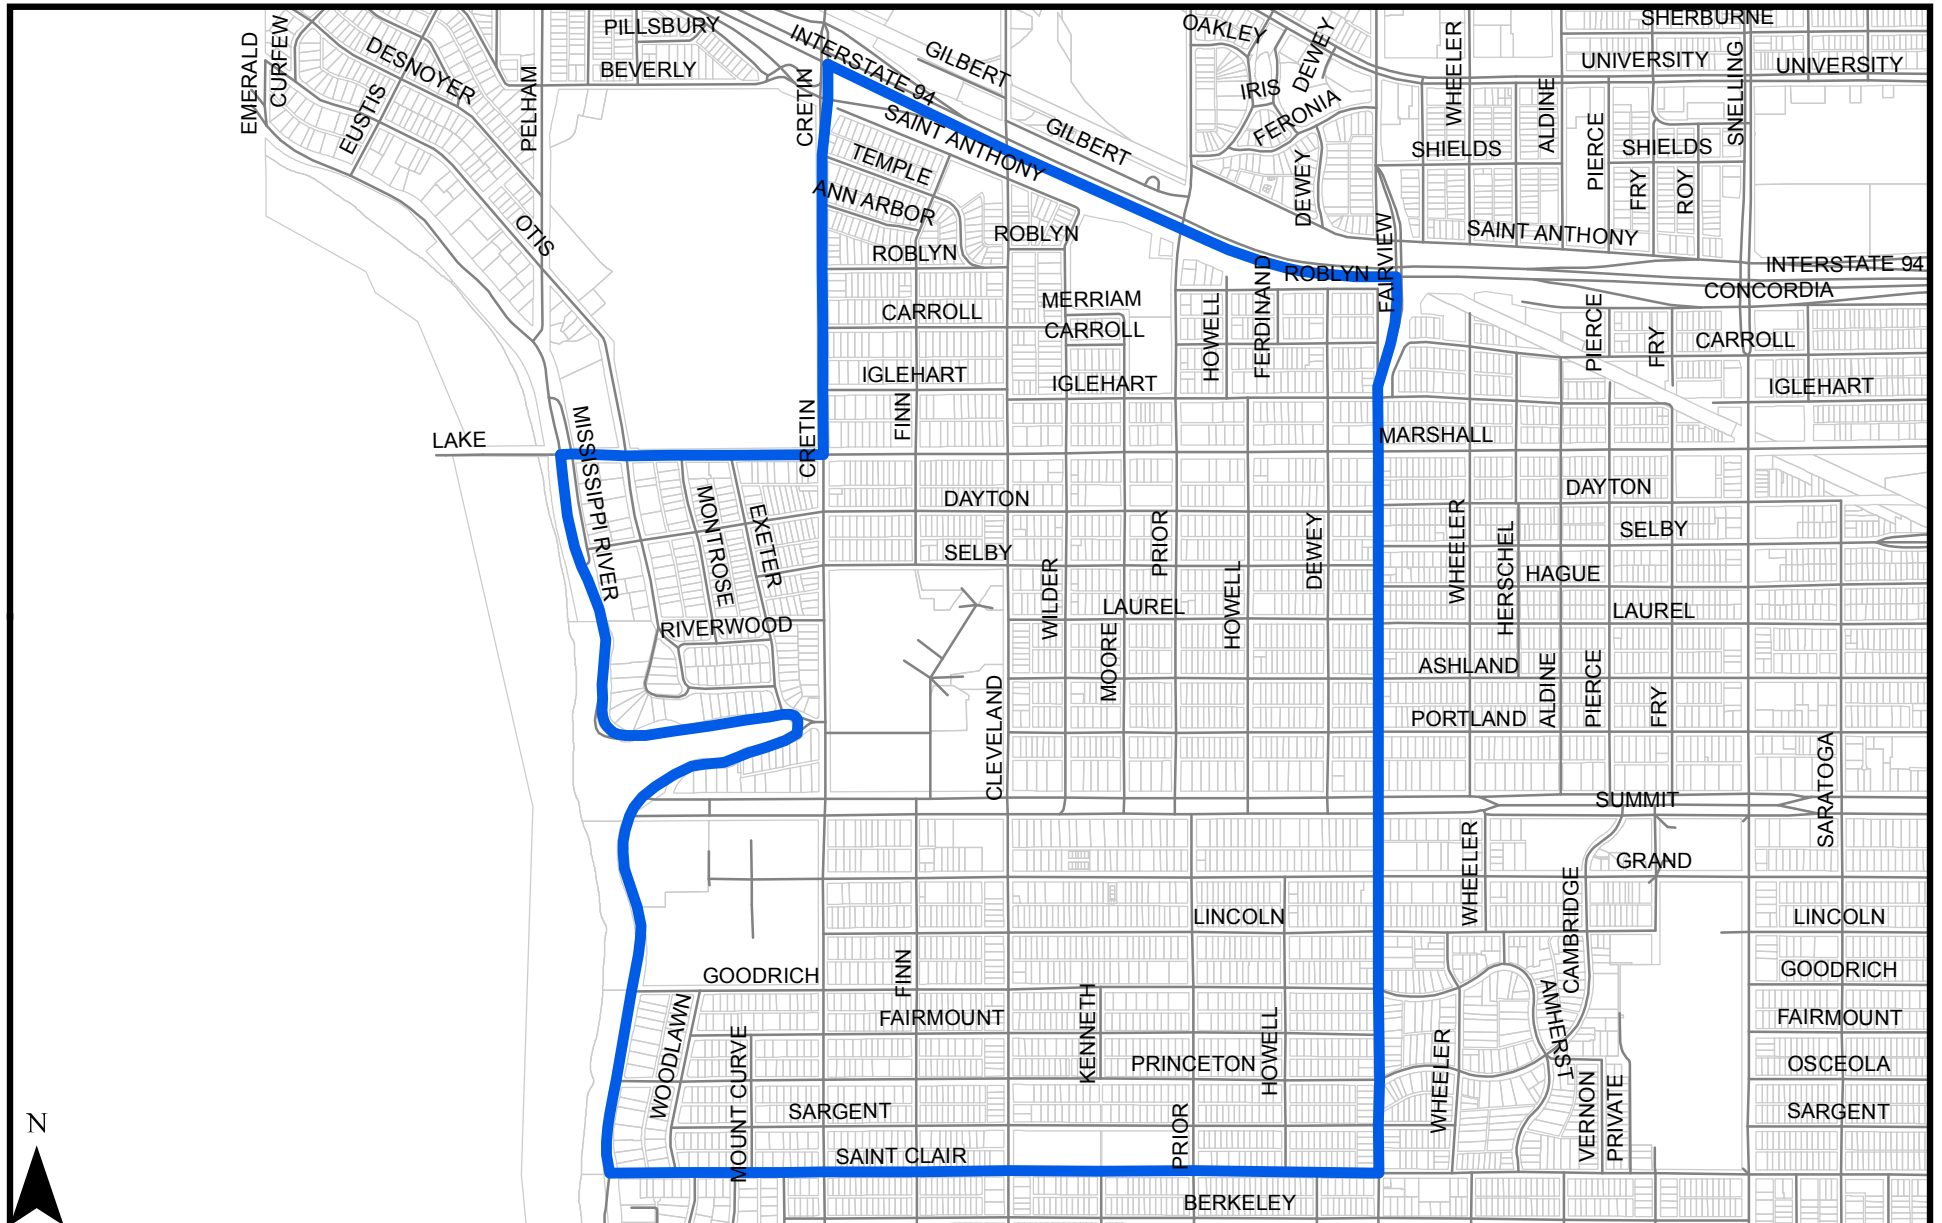 SHERBURNE
PILLSBURY
OAKLEY
DEWEY
WHEELER
CURFEW
EMERALD
DESNOYER
INTERSTATE 94
GILBERT
UNIVERSITY
UNIVERSITY
SNELLING
BEVERLY
PELHAM
CRETIN
IRIS
ALDINE
EUSTIS
SAINT ANTHONY
GILBERT
FERONIA
PIERCE
SHIELDS
SHIELDS
TEMPLE
DEWEY
FRY
ROY
ANN ARBOR
OTIS
ROBLYN
ROBLYN
FAIRVIEW
SAINT ANTHONY
ROBLYN
INTERSTATE 94
CONCORDIA
MERRIAM
CARROLL
CARROLL
HOWELL
FERDINAND
PIERCE
FRY
CARROLL
IGLEHART
IGLEHART
IGLEHART
FINN
CRETIN
LAKE
MARSHALL
MISSISSIPPI RIVER
MONTROSE
EXETER
DAYTON
DAYTON
SELBY
SELBY
PRIOR
DEWEY
WHEELER
HERSCHEL
HAGUE
WILDER
LAUREL
HOWELL
LAUREL
RIVERWOOD
MOORE
ASHLAND
ALDINE
PIERCE
FRY
CLEVELAND
PORTLAND
SARATOGA
SUMMIT
WHEELER
GRAND
CAMBRIDGE
LINCOLN
LINCOLN
GOODRICH
FINN
GOODRICH
WOODLAWN
KENNETH
AMHERST
FAIRMOUNT
HOWELL
FAIRMOUNT
MOUNT CURVE
PRINCETON
WHEELER
OSCEOLA
VERNON
PRIVATE
SARGENT
SARGENT
PRIOR
SAINT CLAIR
BERKELEY
N